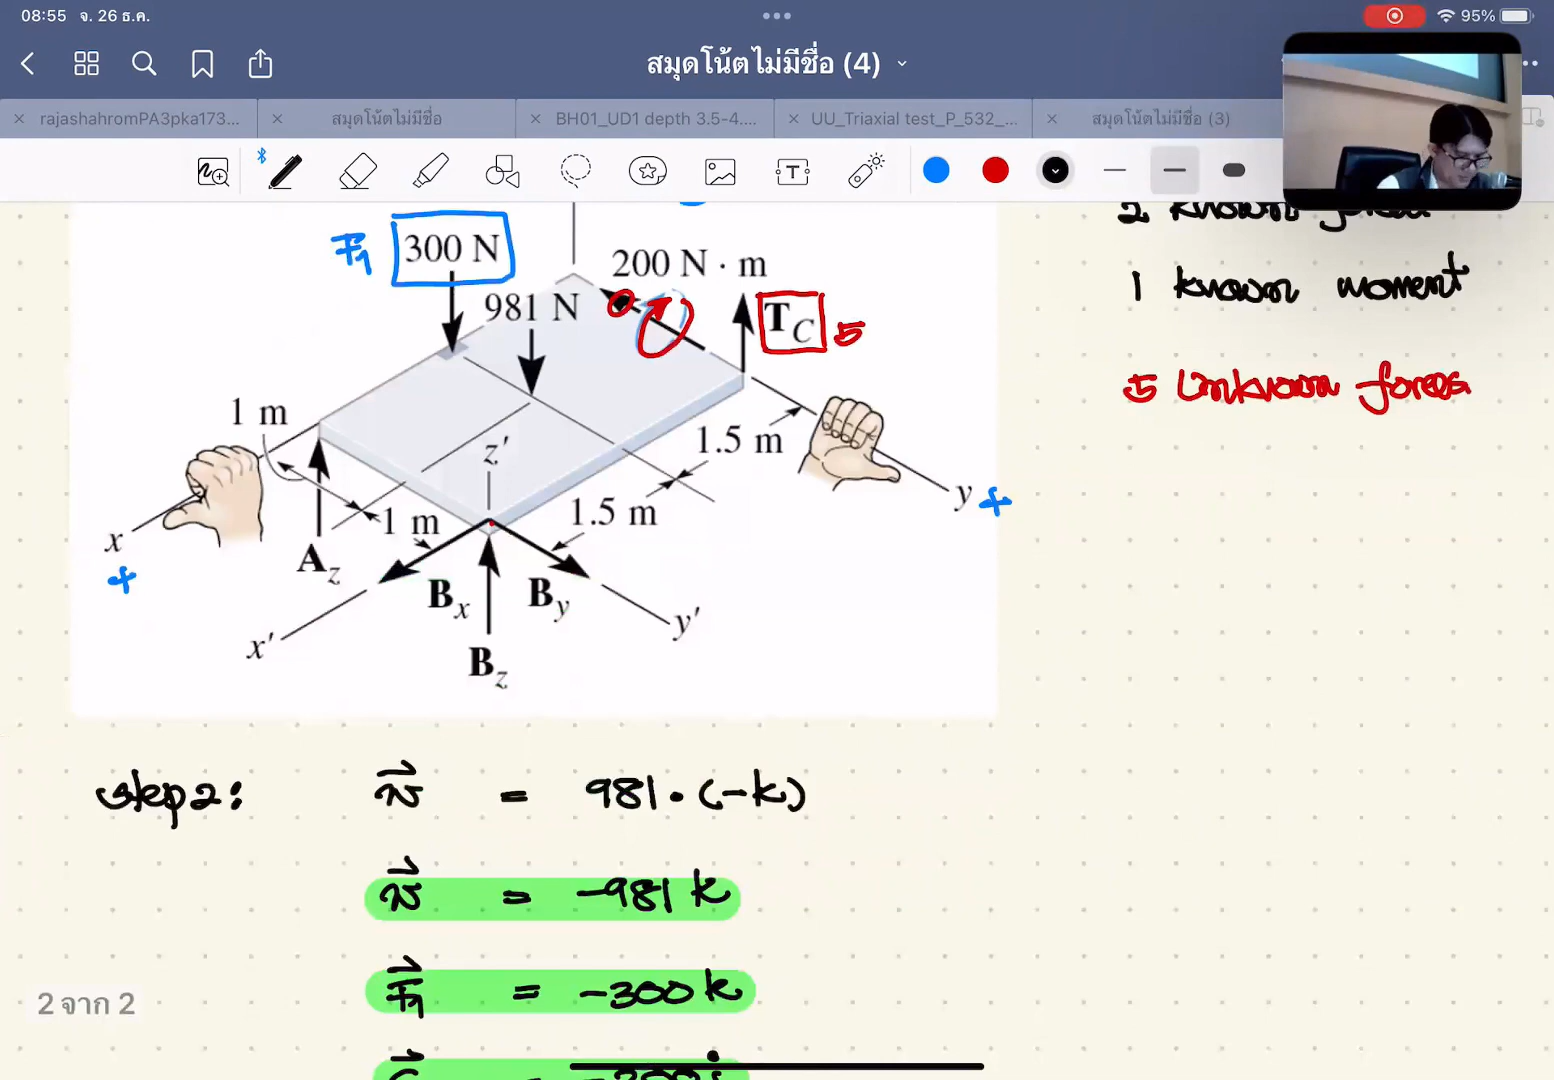 08:55 จ. 26 ธ.ค.
95%
สมุดโน้ตไม่มีชื่อ (4)
rajashahromPA3pka173...
สมุดโน้ตไม่มีชื่อ
BH01_UD1 depth 3.5-4....
UU_Triaxial test_P_532_...
สมุดโน้ตไม่มีชื่อ (3)
2 known forces
F1 300 N
200 N · m
1 known moment
981 N
TC 5
5 Unknown forces
1 m
1.5 m
z'
y +
1 m
1.5 m
x +
Az
Bx
By
x'
y'
Bz
step2: = 981 · (-k)
= -981 k
F1 = -300 k
2 จาก 2